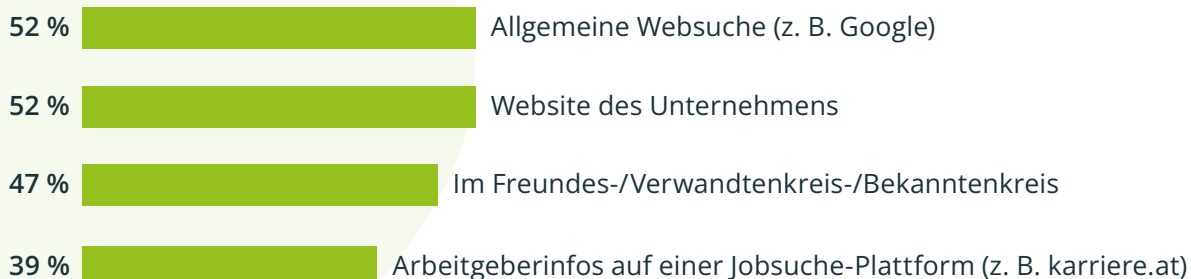 52 % Allgemeine Websuche (z. B. Google)
52 % Website des Unternehmens
47 % Im Freundes-/Verwandtenkreis-/Bekanntenkreis
39 % Arbeitgeberinfos auf einer Jobsuche-Plattform (z. B. karriere.at)